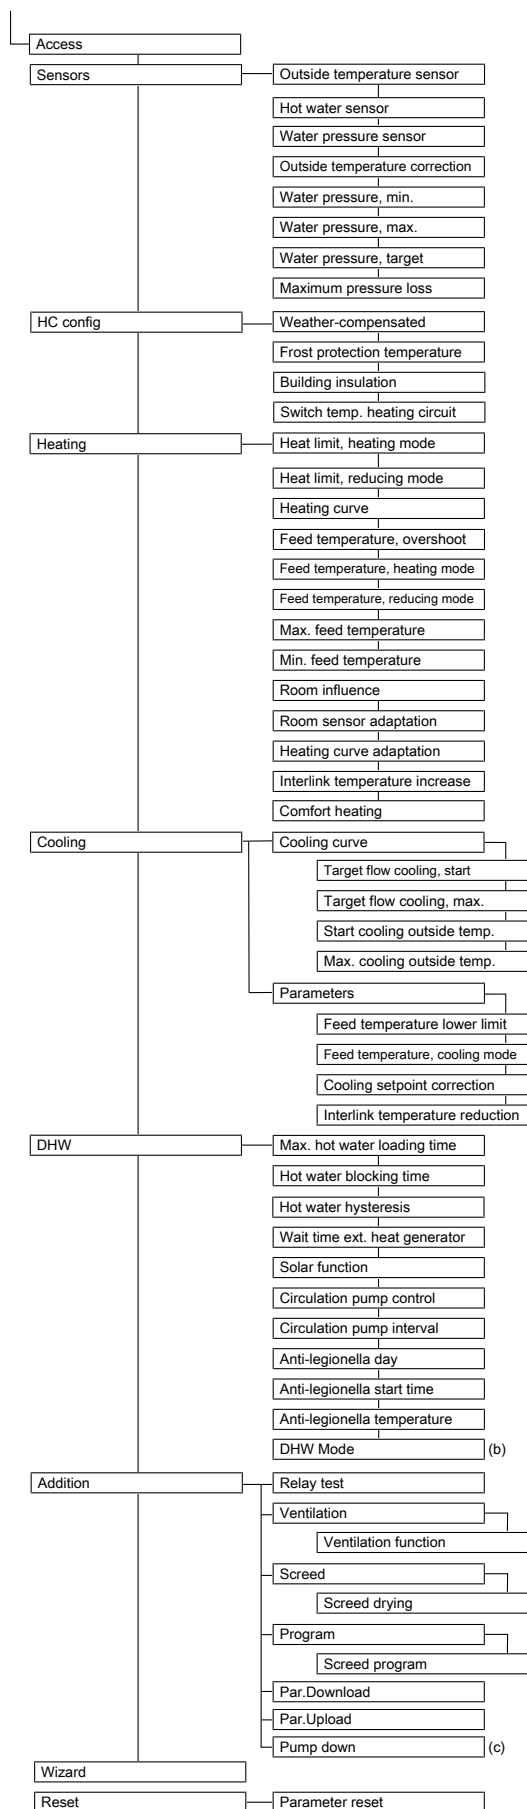 Access
Sensors
Outside temperature sensor
Hot water sensor
Water pressure sensor
Outside temperature correction
Water pressure, min.
Water pressure, max.
Water pressure, target
Maximum pressure loss
HC config
Weather-compensated
Frost protection temperature
Building insulation
Switch temp. heating circuit
Heating
Heat limit, heating mode
Heat limit, reducing mode
Heating curve
Feed temperature, overshoot
Feed temperature, heating mode
Feed temperature, reducing mode
Max. feed temperature
Min. feed temperature
Room influence
Room sensor adaptation
Heating curve adaptation
Interlink temperature increase
Comfort heating
Cooling
Cooling curve
Target flow cooling, start
Target flow cooling, max.
Start cooling outside temp.
Max. cooling outside temp.
Parameters
Feed temperature lower limit
Feed temperature, cooling mode
Cooling setpoint correction
Interlink temperature reduction
DHW
Max. hot water loading time
Hot water blocking time
Hot water hysteresis
Wait time ext. heat generator
Solar function
Circulation pump control
Circulation pump interval
Anti-legionella day
Anti-legionella start time
Anti-legionella temperature
DHW Mode (b)
Addition
Relay test
Ventilation
Ventilation function
Screed
Screed drying
Program
Screed program
Par.Download
Par.Upload
Pump down (c)
Wizard
Reset
Parameter reset